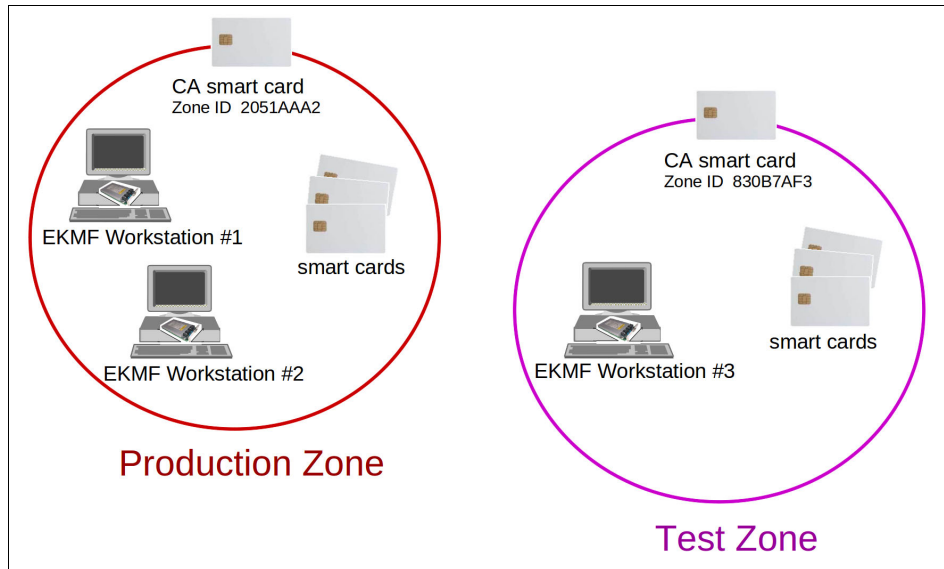 CA smart card
Zone ID 2051AAA2
EKMF Workstation #1
smart cards
EKMF Workstation #2
Production Zone
CA smart card
Zone ID 830B7AF3
EKMF Workstation #3
smart cards
Test Zone